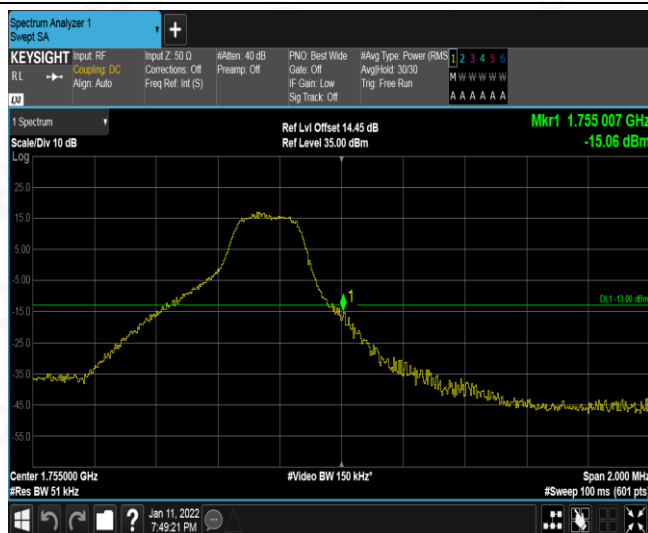 Spectrum Analyzer 1
Swept SA
KEYSIGHT
RL
Input: RF
Coupling: DC
Align: Auto
Input Z: 50 Ω
Corrections: Off
Freq Ref: Int (S)
#Atten: 40 dB
Preamp: Off
PNO: Best Wide
Gate: Off
IF Gain: Low
Sig Track: Off
#Avg Type: Power (RMS
Avg|Hold: 30/30
Trig: Free Run
1 2 3 4 5 6
M W W W W W
A A A A A A
LXI
1 Spectrum
Scale/Div 10 dB
Log
Ref Lvl Offset 14.45 dB
Ref Level 35.00 dBm
Mkr1 1.755 007 GHz
-15.06 dBm
25.0
15.0
5.00
-5.00
-15.0
-25.0
-35.0
-45.0
-55.0
1
DL1 -13.00 dBm
Center 1.755000 GHz
#Res BW 51 kHz
#Video BW 150 kHz*
Span 2.000 MHz
#Sweep 100 ms (601 pts)
?
Jan 11, 2022
7:49:21 PM